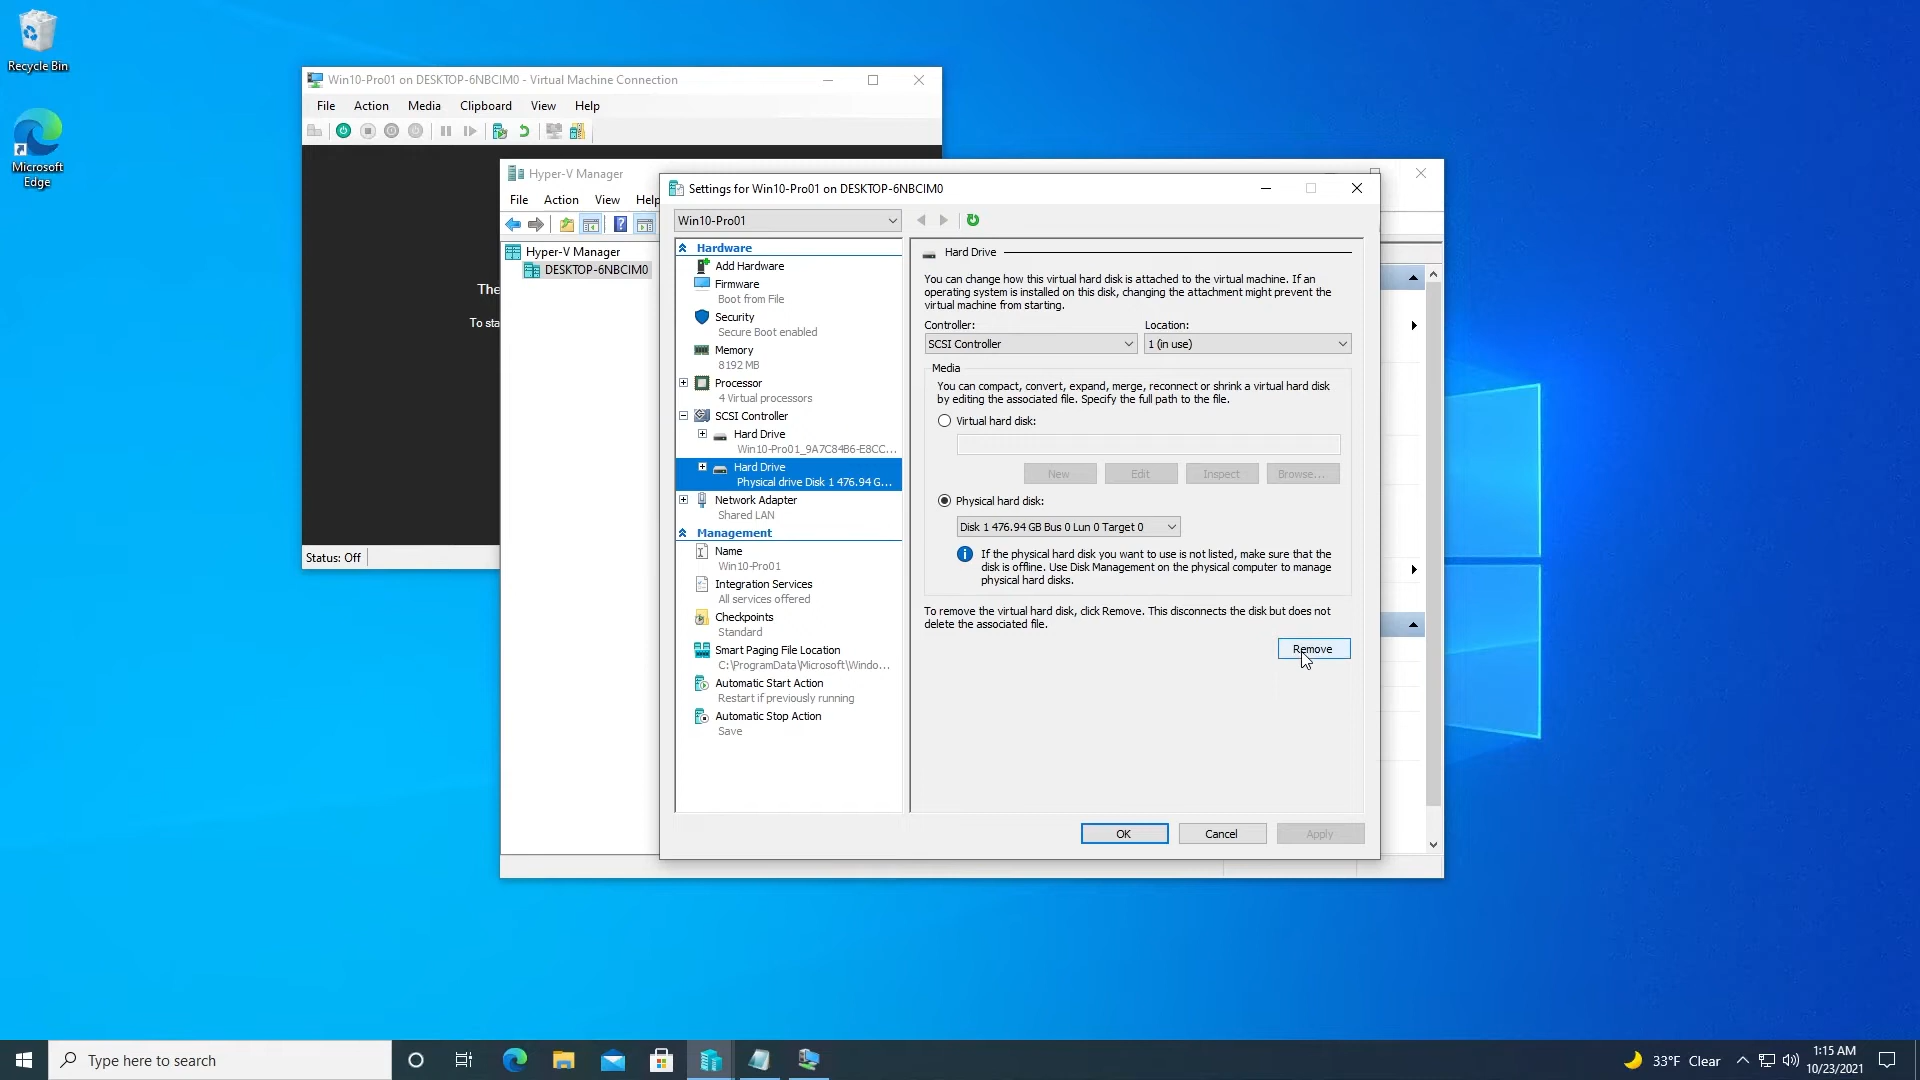 Recycle Bin
Microsoft
Edge
Win10-Pro01 on DESKTOP-6NBCIM0 - Virtual Machine Connection
File Action Media Clipboard View Help
The
To sta
Status: Off
Hyper-V Manager
File Action View Help
Hyper-V Manager
DESKTOP-6NBCIM0
Settings for Win10-Pro01 on DESKTOP-6NBCIM0
Win10-Pro01
Hardware
Add Hardware
Firmware
Boot from File
Security
Secure Boot enabled
Memory
8192 MB
Processor
4 Virtual processors
SCSI Controller
Hard Drive
Win10-Pro01_9A7C84B6-E8CC...
Hard Drive
Physical drive Disk 1 476.94 G...
Network Adapter
Shared LAN
Management
Name
Win10-Pro01
Integration Services
All services offered
Checkpoints
Standard
Smart Paging File Location
C:\ProgramData\Microsoft\Windo...
Automatic Start Action
Restart if previously running
Automatic Stop Action
Save
Hard Drive
You can change how this virtual hard disk is attached to the virtual machine. If an
operating system is installed on this disk, changing the attachment might prevent the
virtual machine from starting.
Controller: Location:
SCSI Controller 1 (in use)
Media
You can compact, convert, expand, merge, reconnect or shrink a virtual hard disk
by editing the associated file. Specify the full path to the file.
Virtual hard disk:
New Edit Inspect Browse...
Physical hard disk:
Disk 1 476.94 GB Bus 0 Lun 0 Target 0
If the physical hard disk you want to use is not listed, make sure that the
disk is offline. Use Disk Management on the physical computer to manage
physical hard disks.
To remove the virtual hard disk, click Remove. This disconnects the disk but does not
delete the associated file.
Remove
OK Cancel Apply
Type here to search
33°F Clear
1:15 AM
10/23/2021